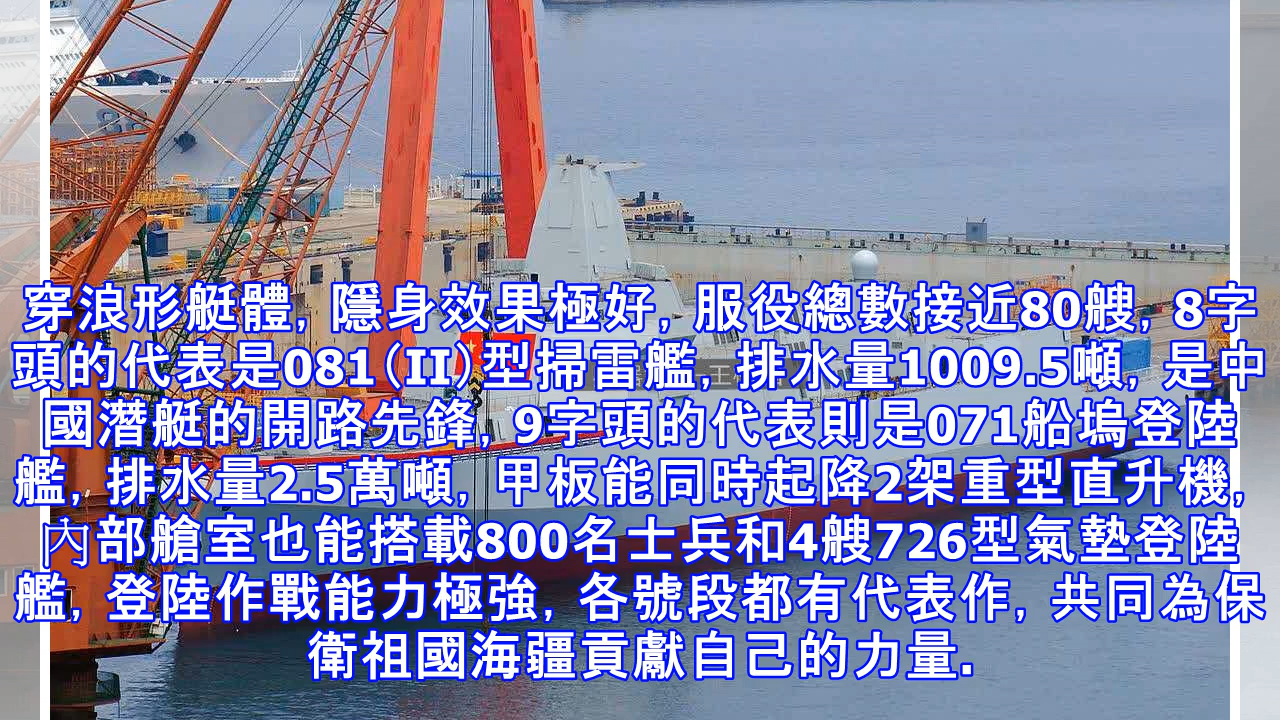 穿浪形艇體, 隱身效果極好, 服役總數接近80艘, 8字
頭的代表是081(II)型掃雷艦, 排水量1009.5噸, 是中
國潛艇的開路先鋒, 9字頭的代表則是071船塢登陸
艦, 排水量2.5萬噸, 甲板能同時起降2架重型直升機,
內部艙室也能搭載800名士兵和4艘726型氣墊登陸
艦, 登陸作戰能力極強, 各號段都有代表作, 共同為保
衛祖國海疆貢獻自己的力量.